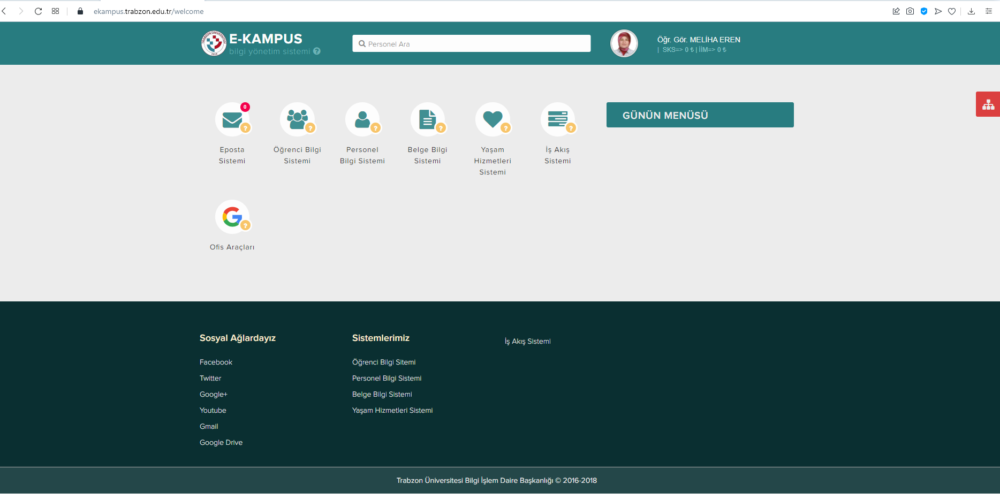 ekampus.trabzon.edu.tr/welcome
E-KAMPUS
bilgi yönetim sistemi ?
Personel Ara
Öğr. Gör. MELİHA EREN
| SKS=> 0 ₺ | İİM=> 0 ₺
0
? ? ? ? ? ?
Eposta
Sistemi
Öğrenci Bilgi
Sistemi
Personel
Bilgi Sistemi
Belge Bilgi
Sistemi
Yaşam
Hizmetleri
Sistemi
İş Akış
Sistemi
GÜNÜN MENÜSÜ
?
Ofis Araçları
Sosyal Ağlardayız
Facebook
Twitter
Google+
Youtube
Gmail
Google Drive
Sistemlerimiz
Öğrenci Bilgi Sitemi
Personel Bilgi Sistemi
Belge Bilgi Sistemi
Yaşam Hizmetleri Sistemi
İş Akış Sistemi
Trabzon Üniversitesi Bilgi İşlem Daire Başkanlığı © 2016-2018